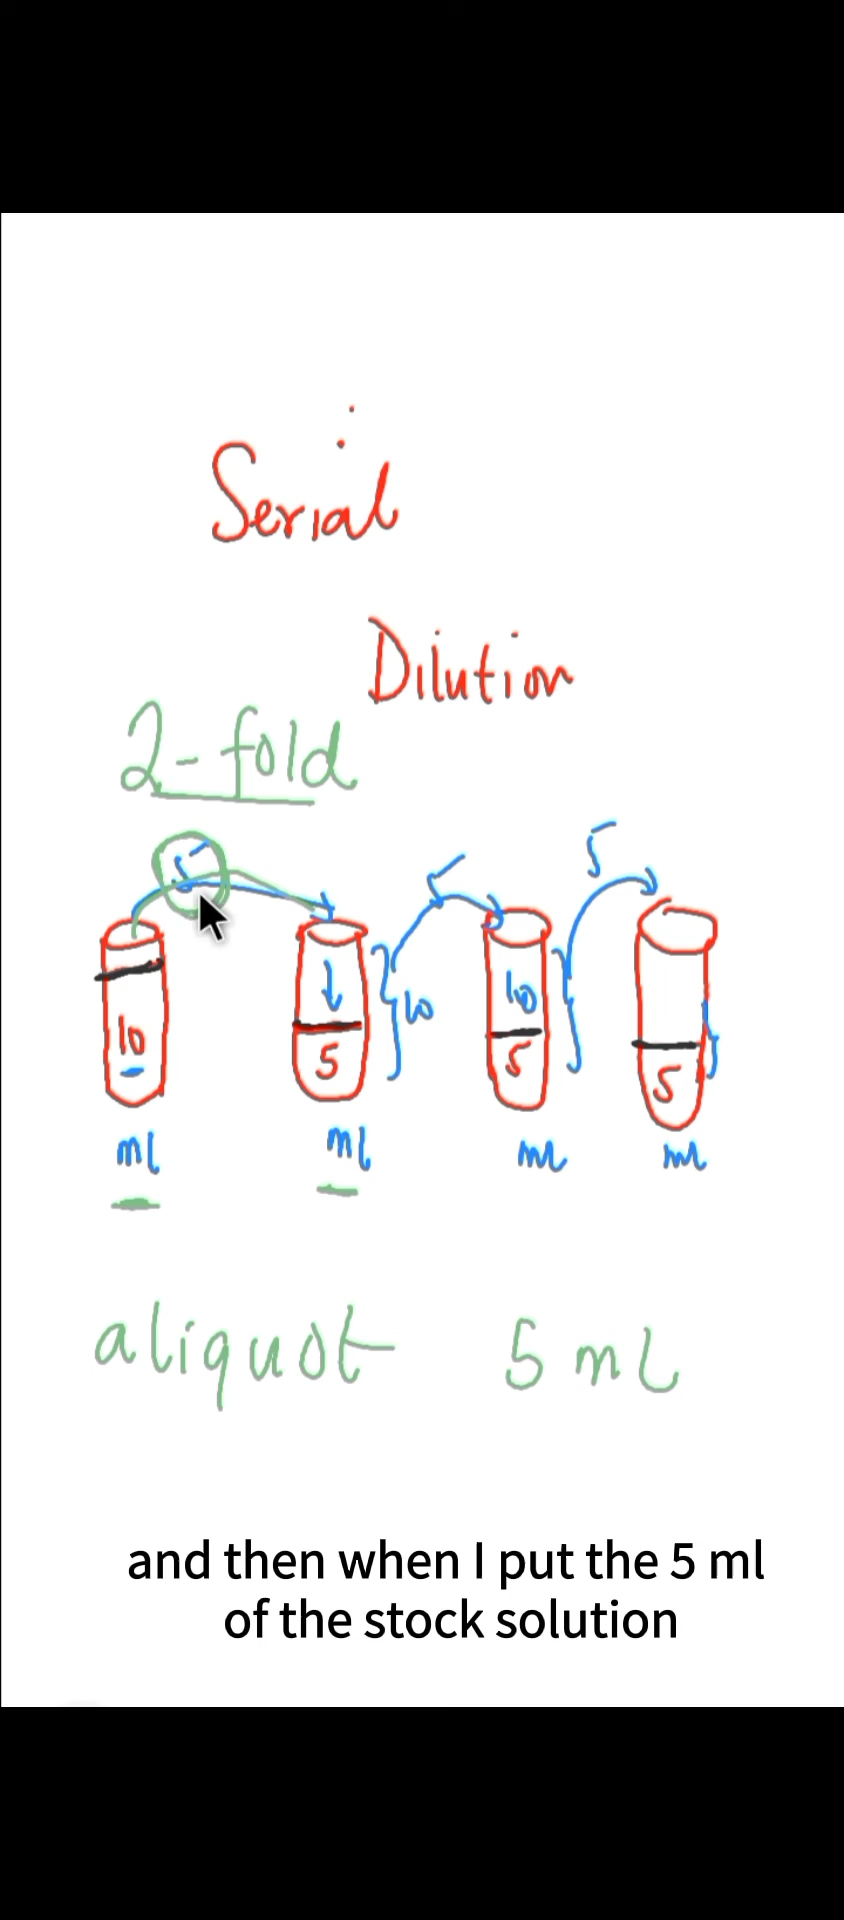 Serial
Dilution
2-fold
5 5 5
10 5 10 10 5 5
ml ml ml ml
aliquot 5 ml
and then when I put the 5 ml
of the stock solution